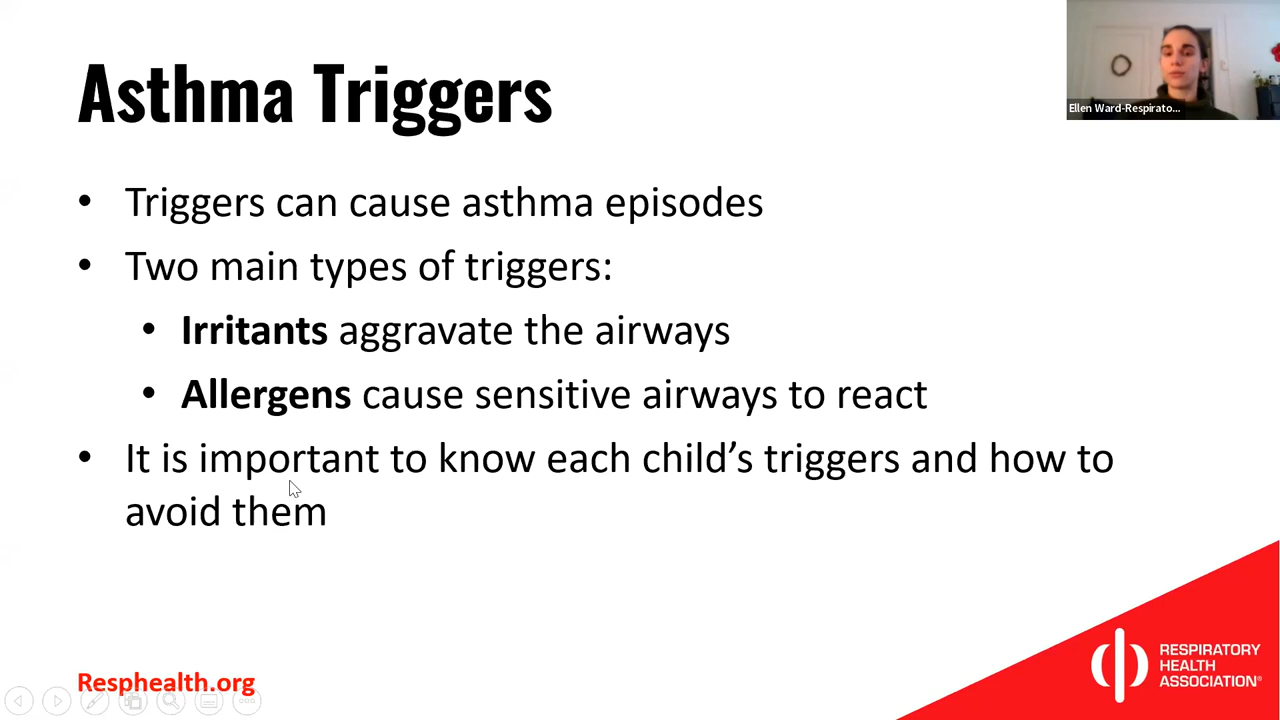 Asthma Triggers
Ellen Ward-Respirato...
• Triggers can cause asthma episodes
• Two main types of triggers:
• Irritants aggravate the airways
• Allergens cause sensitive airways to react
• It is important to know each child’s triggers and how to
avoid them
Resphealth.org
RESPIRATORY
HEALTH
ASSOCIATION®